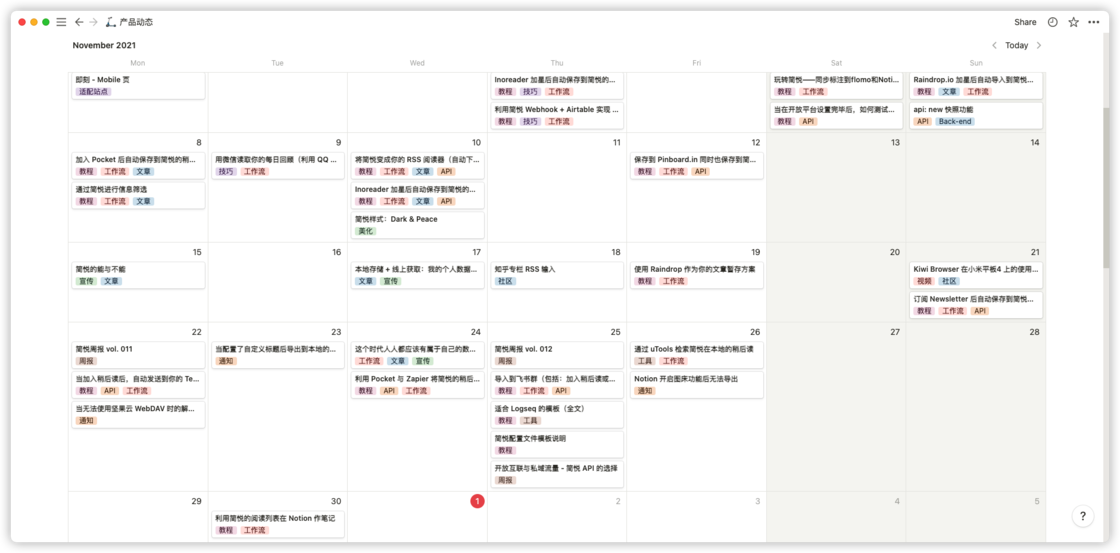 产品动态
Share
November 2021
Today
Mon Tue Wed Thu Fri Sat Sun
即刻 - Mobile 页
适配站点
Inoreader 加星后自动保存到简悦的...
教程 技巧 工作流
利用简悦 Webhook + Airtable 实现 ...
教程 技巧 工作流
玩转简悦——同步标注到flomo和Noti...
教程 工作流
当在开放平台设置完毕后，如何测试...
教程 API
Raindrop.io 加星后自动导入到简悦...
教程 文章 工作流
api: new 快照功能
API Back-end
8 9 10 11 12 13 14
加入 Pocket 后自动保存到简悦的稍...
教程 工作流 文章
通过简悦进行信息筛选
教程 工作流 文章
用微信读取你的每日回顾（利用 QQ ...
技巧 工作流
将简悦变成你的 RSS 阅读器（自动下...
教程 工作流 文章 API
Inoreader 加星后自动保存到简悦的...
教程 工作流 文章 API
简悦样式：Dark & Peace
美化
保存到 Pinboard.in 同时也保存到简...
教程 工作流 API
15 16 17 18 19 20 21
简悦的能与不能
宣传 文章
本地存储 + 线上获取：我的个人数据...
文章 宣传
知乎专栏 RSS 输入
社区
使用 Raindrop 作为你的文章暂存方案
教程 工作流
Kiwi Browser 在小米平板4 上的使用...
视频 社区
订阅 Newsletter 后自动保存到简悦...
教程 工作流 API
22 23 24 25 26 27 28
简悦周报 vol. 011
周报
当加入稍后读后，自动发送到你的 Te...
教程 API 工作流
当无法使用坚果云 WebDAV 时的解...
通知
当配置了自定义标题后导出到本地的...
通知
这个时代人人都应该有属于自己的数...
工作流 文章 宣传
利用 Pocket 与 Zapier 将简悦的稍后...
教程 API 工作流
简悦周报 vol. 012
周报
导入到飞书群（包括：加入稍后读或...
教程 工作流 API
适合 Logseq 的模板（全文）
教程 工具
简悦配置文件模板说明
教程
开放互联与私域流量 - 简悦 API 的选择
周报
通过 uTools 检索简悦在本地的稍后读
工具 工作流
Notion 开启图床功能后无法导出
通知
29 30 1 2 3 4 5
利用简悦的阅读列表在 Notion 作笔记
教程 工作流
?